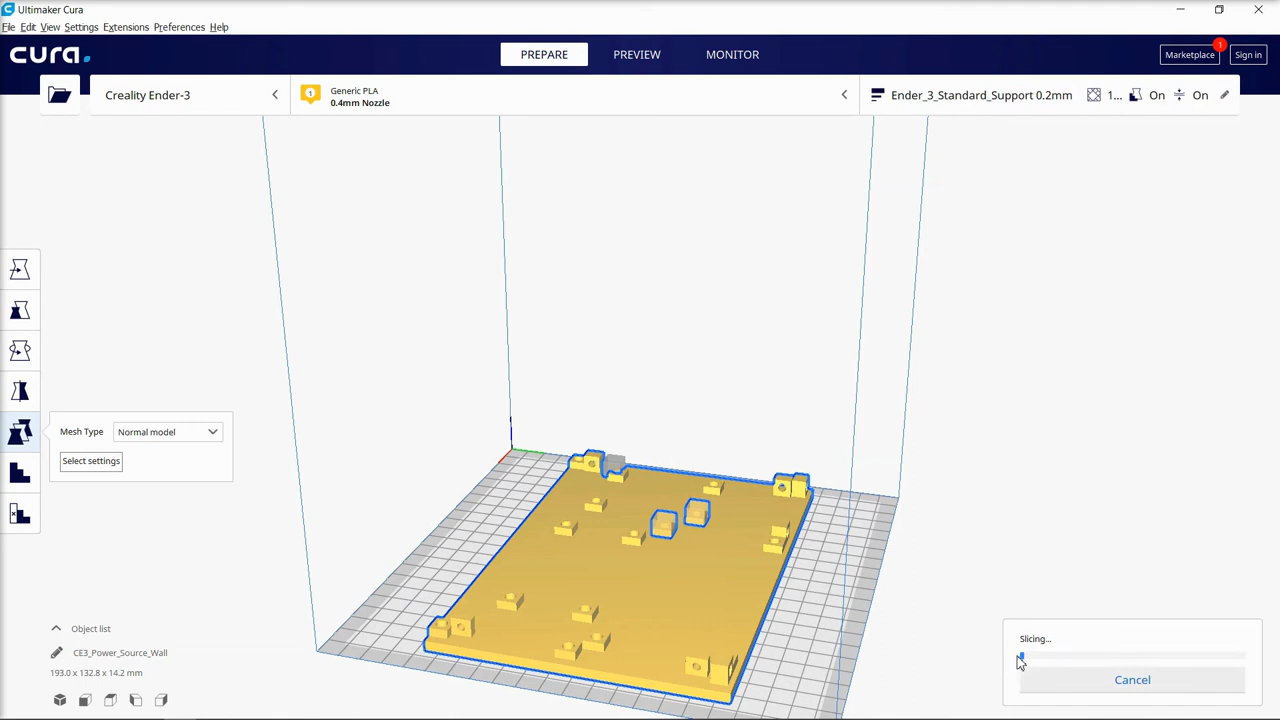 Ultimaker Cura
File Edit View Settings Extensions Preferences Help
cura.
PREPARE
PREVIEW
MONITOR
Marketplace
1
Sign in
Creality Ender-3
1
Generic PLA
0.4mm Nozzle
Ender_3_Standard_Support 0.2mm
1...
On
On
Mesh Type
Normal model
Select settings
Object list
CE3_Power_Source_Wall
193.0 x 132.8 x 14.2 mm
Slicing...
Cancel